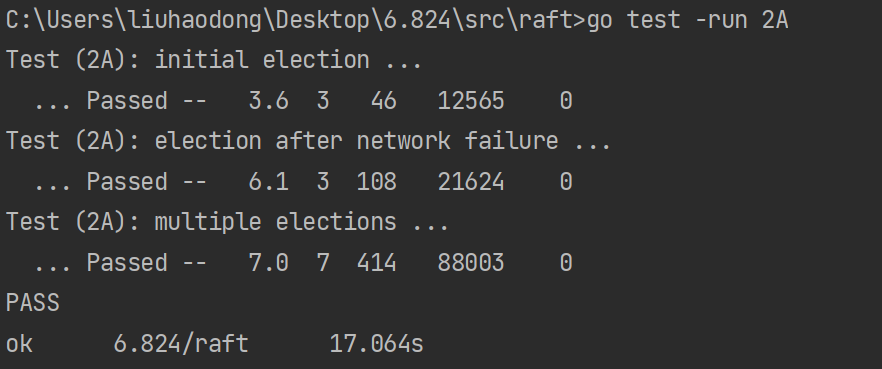 C:\Users\liuhaodong\Desktop\6.824\src\raft>go test -run 2A
Test (2A): initial election ...
  ... Passed --   3.6  3   46   12565    0
Test (2A): election after network failure ...
  ... Passed --   6.1  3  108   21624    0
Test (2A): multiple elections ...
  ... Passed --   7.0  7  414   88003    0
PASS
ok      6.824/raft      17.064s